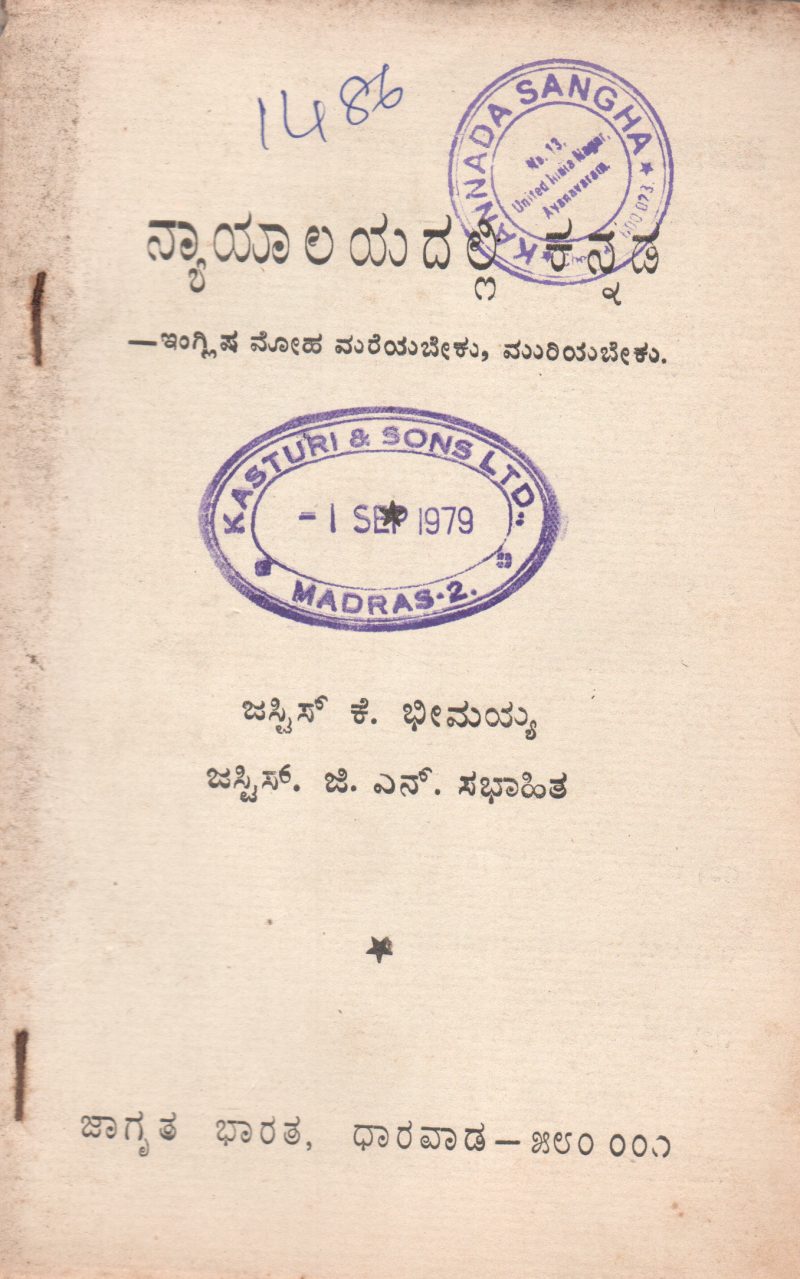 1486
KANNADA SANGHA
No. 13,
United India Nagar,
Ayanavaram,
600 023.
ನ್ಯಾಯಾಲಯದಲ್ಲಿ ಕನ್ನಡ
—ಇಂಗ್ಲಿಷ ಮೋಹ ಮರೆಯಬೇಕು, ಮುರಿಯಬೇಕು.
KASTURI & SONS LTD.,
-1 SEP 1979
MADRAS-2.
ಜಸ್ಟಿಸ್ ಕೆ. ಭೀಮಯ್ಯ
ಜಸ್ಟಿಸ್. ಜಿ. ಎನ್. ಸಭಾಹಿತ
ಜಾಗೃತ ಭಾರತ, ಧಾರವಾಡ — ೫೮೦ ೦೦೧